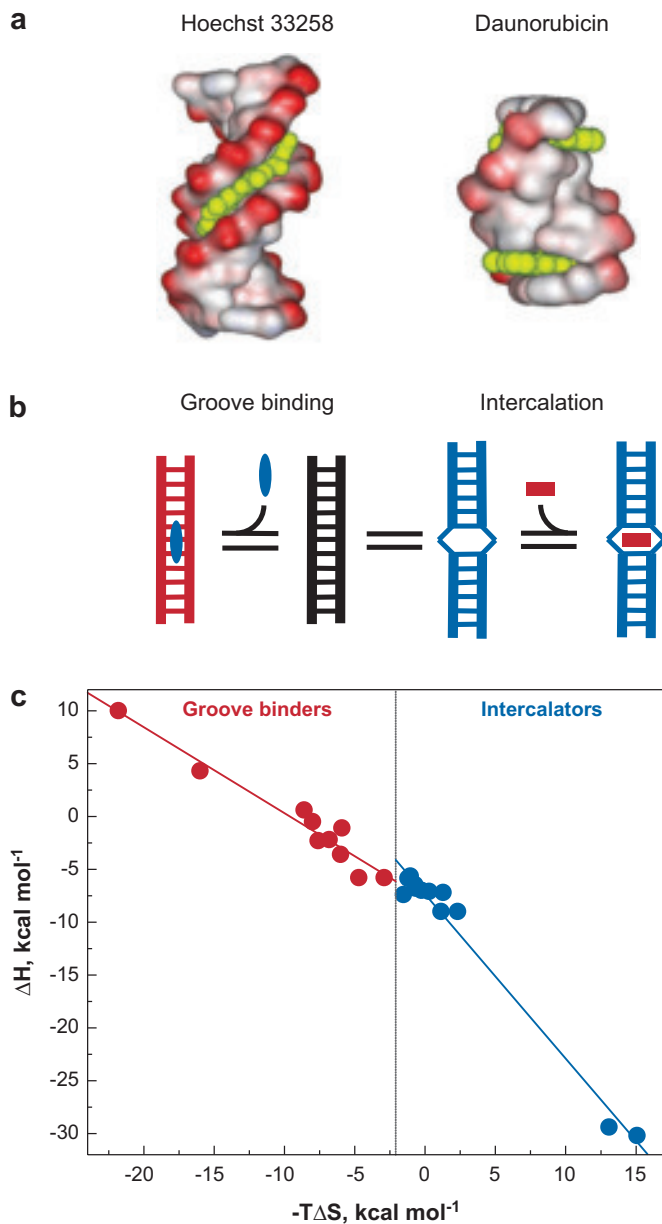 a
Hoechst 33258 Daunorubicin
b
Groove binding Intercalation
c
Groove binders Intercalators
10
5
0
-5
-10
-15
-20
-25
-30
ΔH, kcal mol-1
-20 -15 -10 -5 0 5 10 15
-TΔS, kcal mol-1